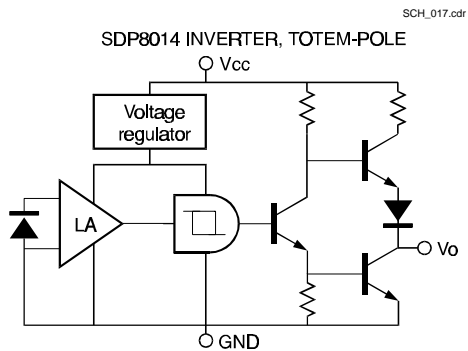 SCH_017.cdr
SDP8014 INVERTER, TOTEM-POLE
Vcc
Voltage
regulator
LA
Vo
GND